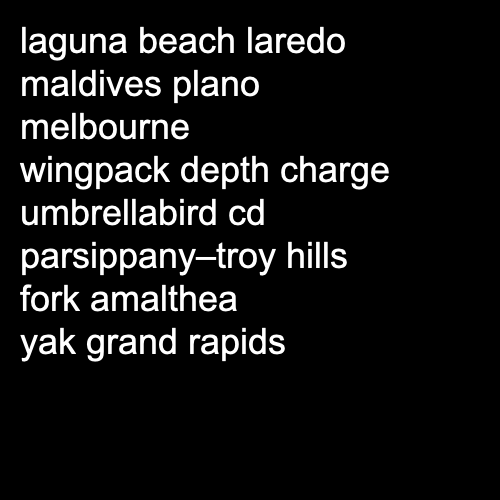 laguna beach laredo
maldives plano
melbourne
wingpack depth charge
umbrellabird cd
parsippany–troy hills
fork amalthea
yak grand rapids